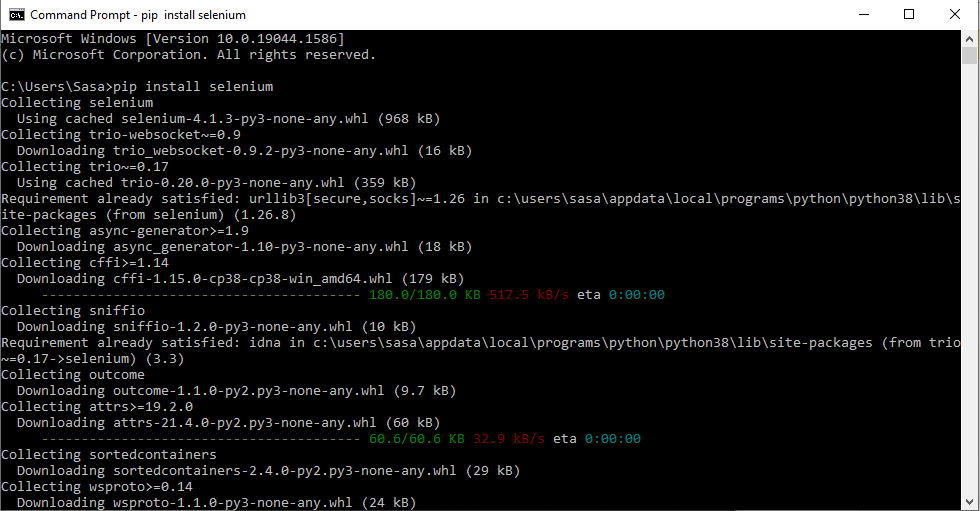 Command Prompt - pip  install selenium
Microsoft Windows [Version 10.0.19044.1586]
(c) Microsoft Corporation. All rights reserved.
C:\Users\Sasa>pip install selenium
Collecting selenium
  Using cached selenium-4.1.3-py3-none-any.whl (968 kB)
Collecting trio-websocket~=0.9
  Downloading trio_websocket-0.9.2-py3-none-any.whl (16 kB)
Collecting trio~=0.17
  Using cached trio-0.20.0-py3-none-any.whl (359 kB)
Requirement already satisfied: urllib3[secure,socks]~=1.26 in c:\users\sasa\appdata\local\programs\python\python38\lib\s
ite-packages (from selenium) (1.26.8)
Collecting async-generator>=1.9
  Downloading async_generator-1.10-py3-none-any.whl (18 kB)
Collecting cffi>=1.14
  Downloading cffi-1.15.0-cp38-cp38-win_amd64.whl (179 kB)
     ---------------------------------------- 180.0/180.0 KB 517.5 kB/s eta 0:00:00
Collecting sniffio
  Downloading sniffio-1.2.0-py3-none-any.whl (10 kB)
Requirement already satisfied: idna in c:\users\sasa\appdata\local\programs\python\python38\lib\site-packages (from trio
~=0.17->selenium) (3.3)
Collecting outcome
  Downloading outcome-1.1.0-py2.py3-none-any.whl (9.7 kB)
Collecting attrs>=19.2.0
  Downloading attrs-21.4.0-py2.py3-none-any.whl (60 kB)
     ---------------------------------------- 60.6/60.6 KB 32.9 kB/s eta 0:00:00
Collecting sortedcontainers
  Downloading sortedcontainers-2.4.0-py2.py3-none-any.whl (29 kB)
Collecting wsproto>=0.14
  Downloading wsproto-1.1.0-py3-none-any.whl (24 kB)